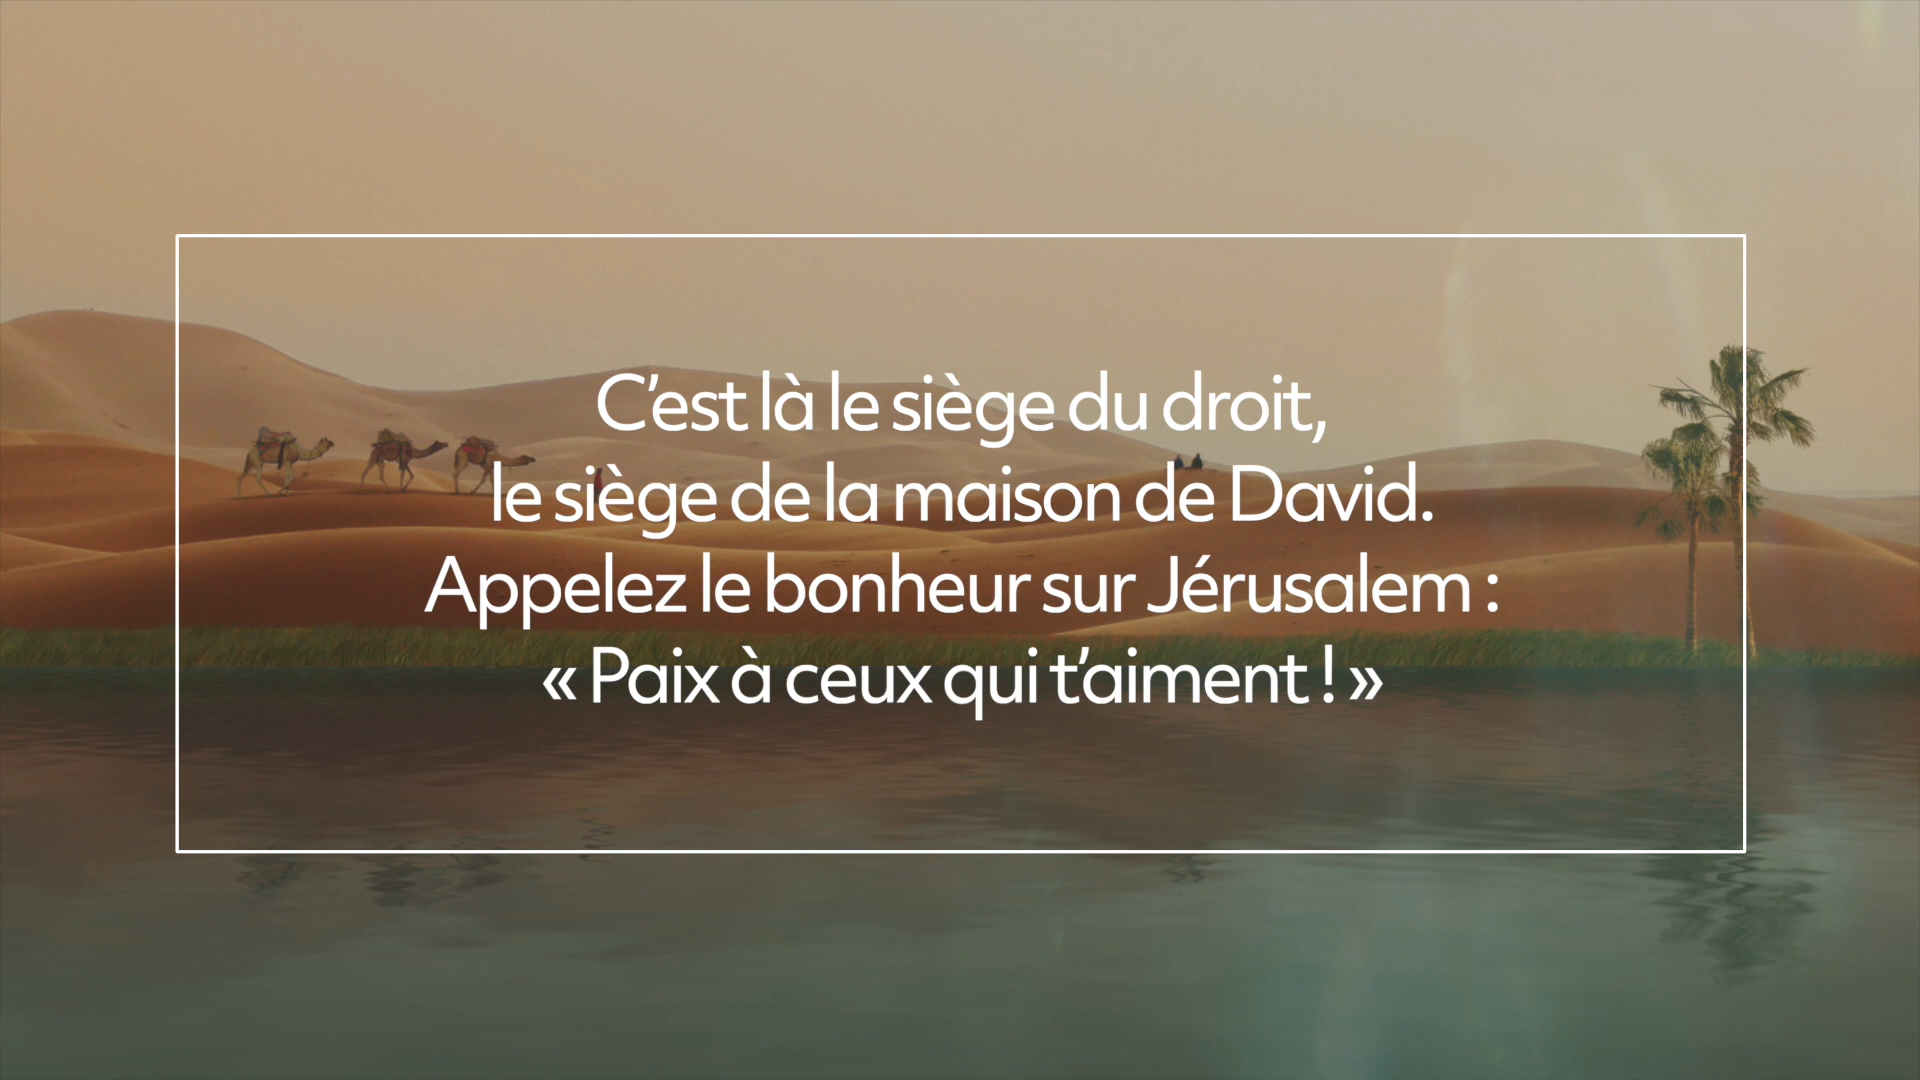 C’est là le siège du droit,
le siège de la maison de David.
Appelez le bonheur sur Jérusalem :
« Paix à ceux qui t’aiment ! »